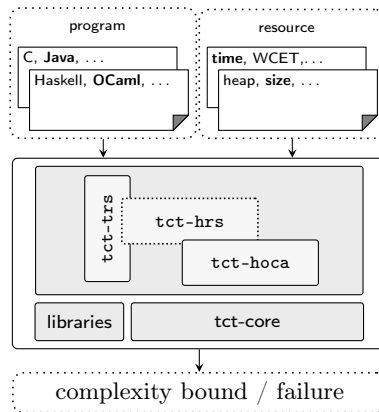 program
resource
C, Java, ...
Haskell, OCaml, ...
time, WCET,...
heap, size, ...
tct-trs
tct-hrs
tct-hoca
libraries
tct-core
complexity bound / failure